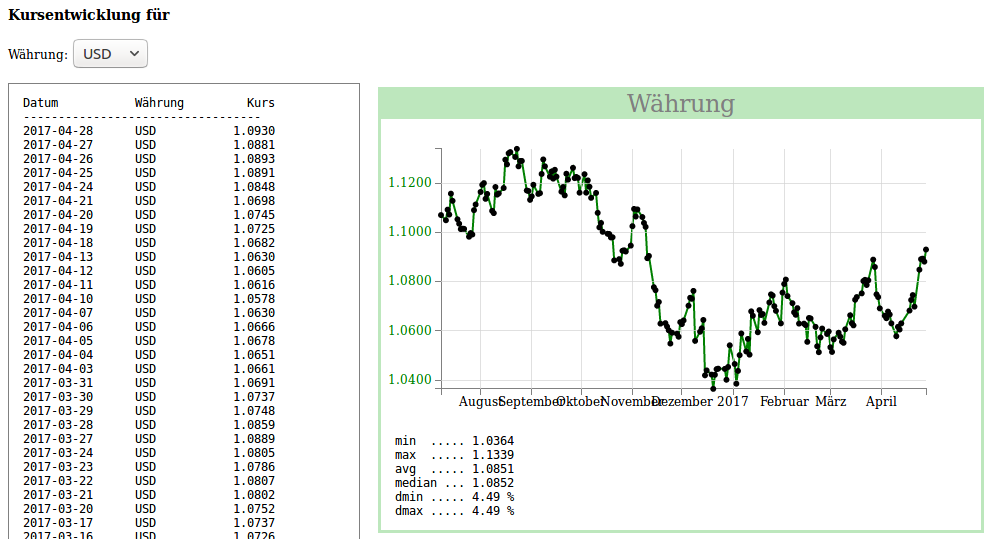 Kursentwicklung für
Währung: USD
Datum Währung Kurs
----------------------------------
2017-04-28 USD 1.0930
2017-04-27 USD 1.0881
2017-04-26 USD 1.0893
2017-04-25 USD 1.0891
2017-04-24 USD 1.0848
2017-04-21 USD 1.0698
2017-04-20 USD 1.0745
2017-04-19 USD 1.0725
2017-04-18 USD 1.0682
2017-04-13 USD 1.0630
2017-04-12 USD 1.0605
2017-04-11 USD 1.0616
2017-04-10 USD 1.0578
2017-04-07 USD 1.0630
2017-04-06 USD 1.0666
2017-04-05 USD 1.0678
2017-04-04 USD 1.0651
2017-04-03 USD 1.0661
2017-03-31 USD 1.0691
2017-03-30 USD 1.0737
2017-03-29 USD 1.0748
2017-03-28 USD 1.0859
2017-03-27 USD 1.0889
2017-03-24 USD 1.0805
2017-03-23 USD 1.0786
2017-03-22 USD 1.0807
2017-03-21 USD 1.0802
2017-03-20 USD 1.0752
2017-03-17 USD 1.0737
2017-03-16 USD 1.0726
Währung
1.1200
1.1000
1.0800
1.0600
1.0400
August September Oktober November Dezember 2017 Februar März April
min ..... 1.0364
max ..... 1.1339
avg ..... 1.0851
median ... 1.0852
dmin ..... 4.49 %
dmax ..... 4.49 %